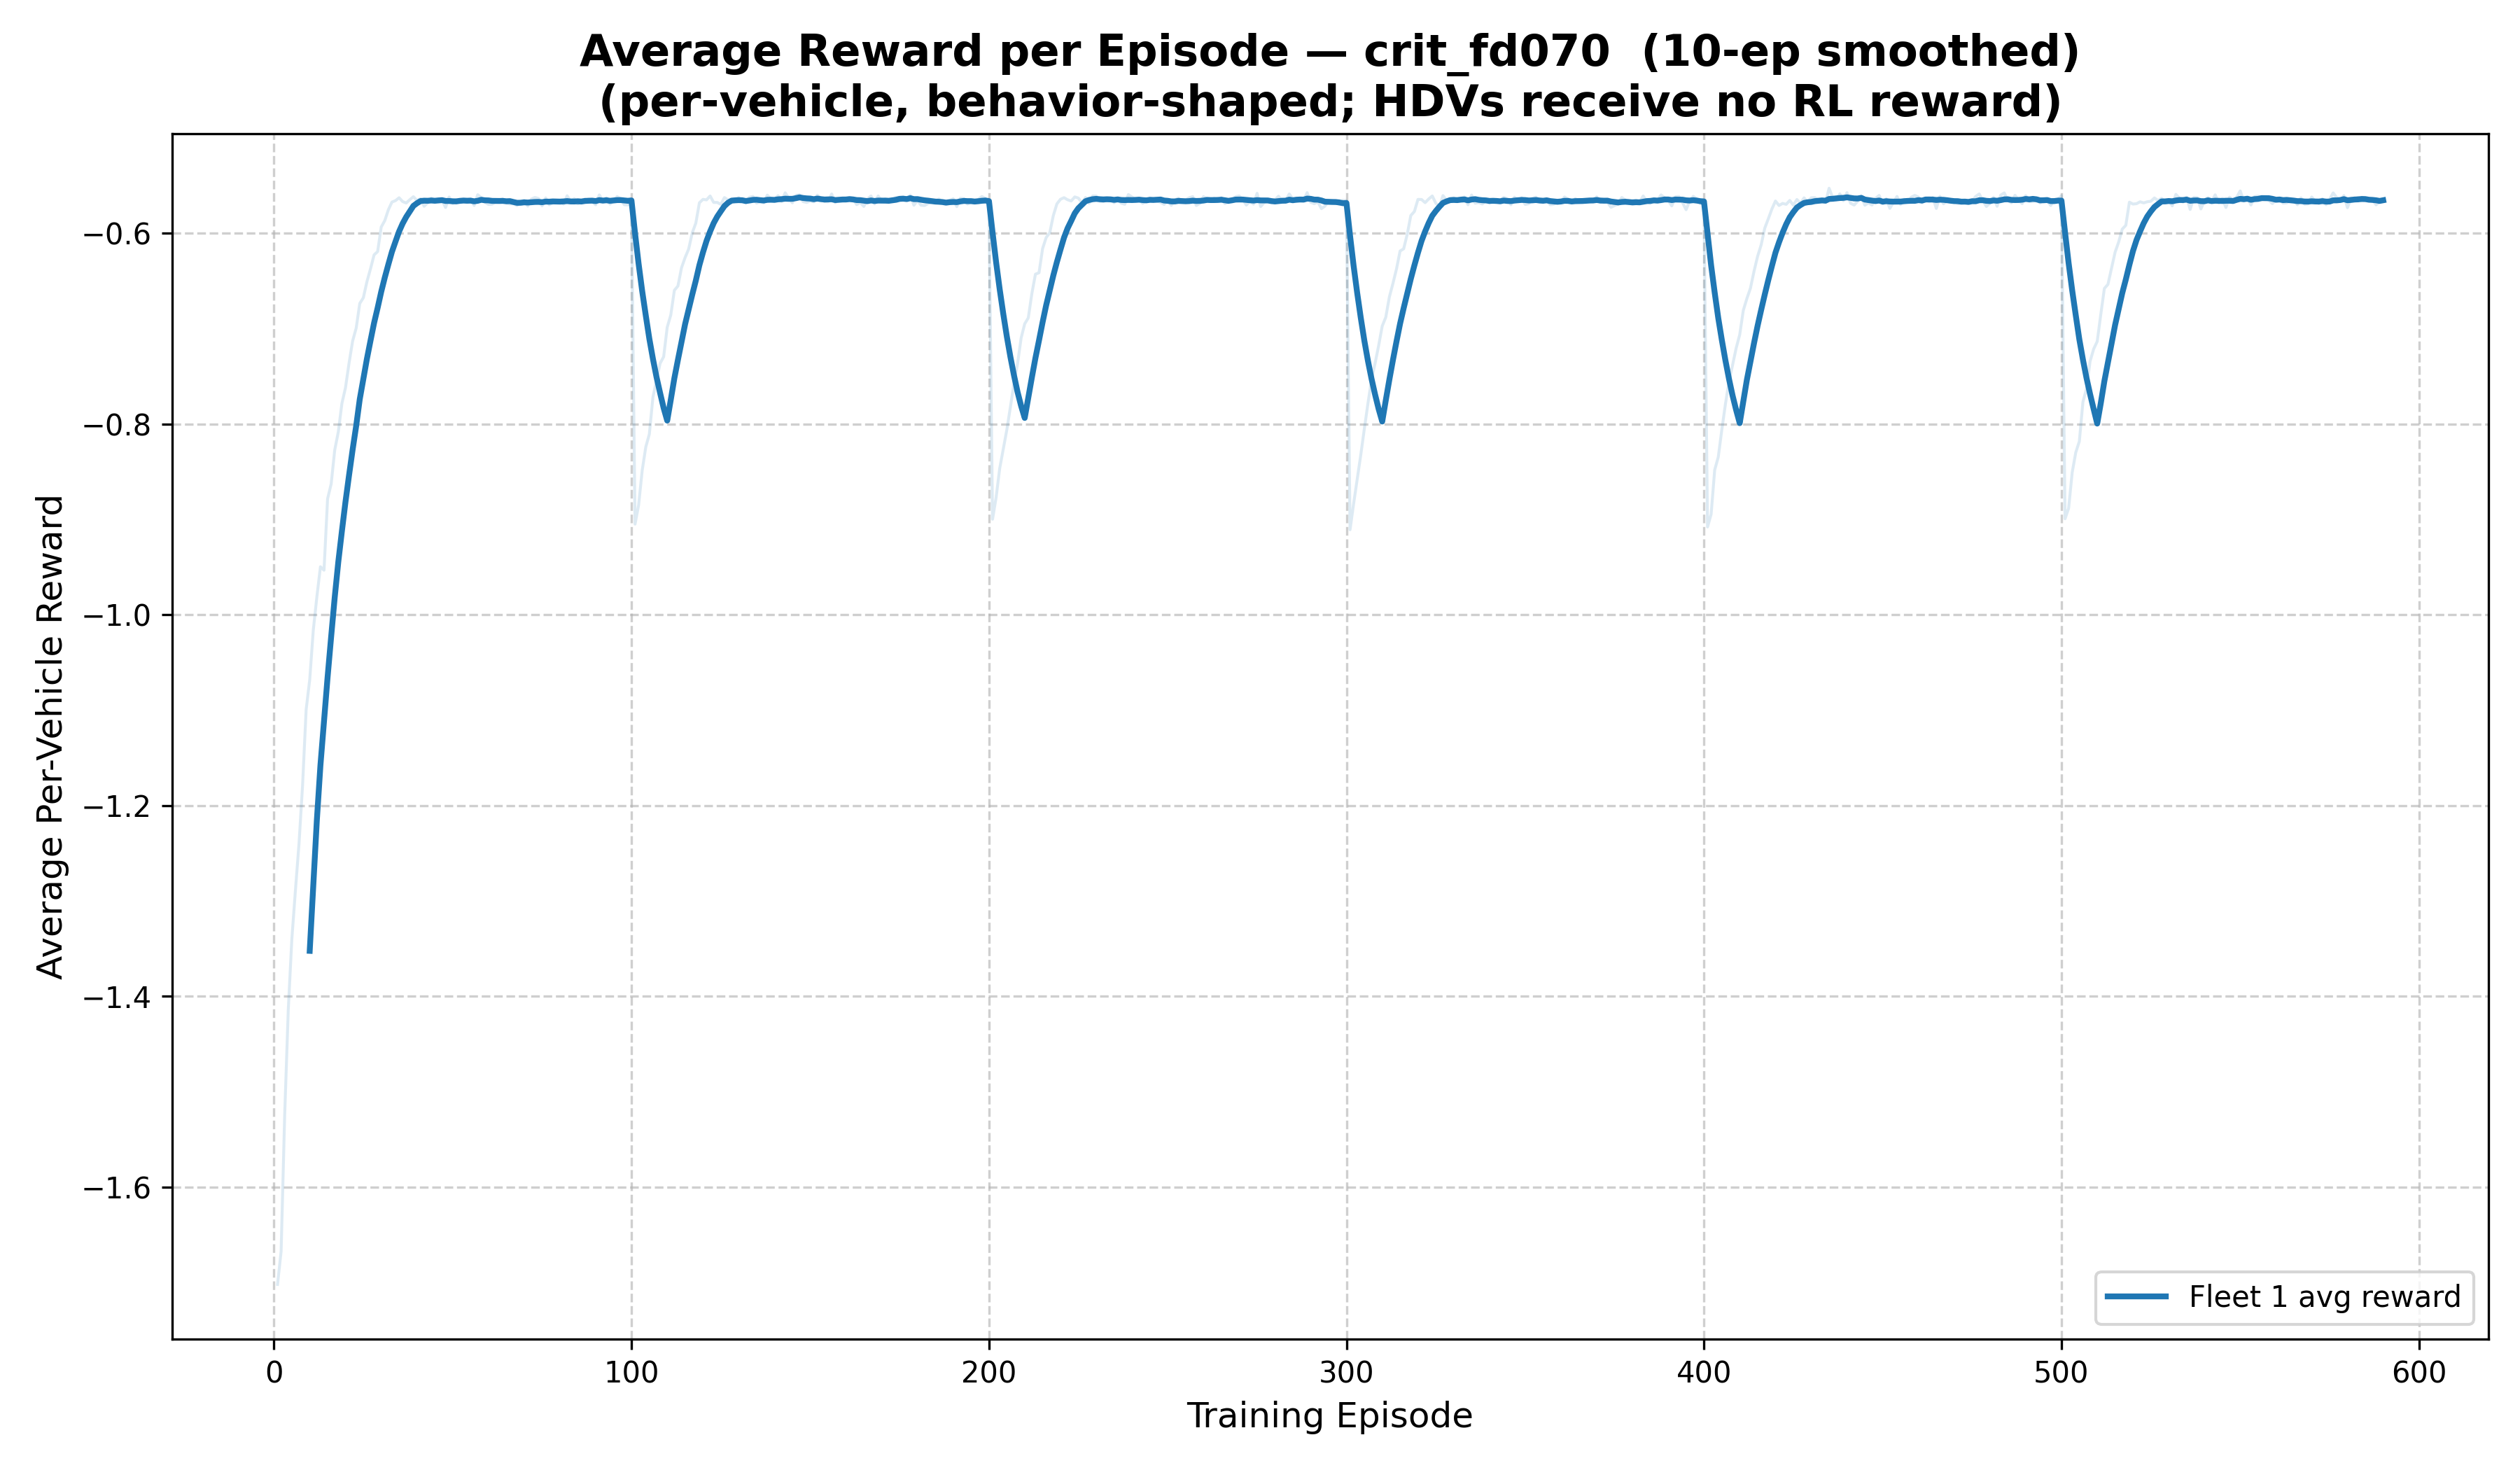 Average Reward per Episode — crit_fd070  (10-ep smoothed)
(per-vehicle, behavior-shaped; HDVs receive no RL reward)
Average Per-Vehicle Reward
−0.6
−0.8
−1.0
−1.2
−1.4
−1.6
Fleet 1 avg reward
0 100 200 300 400 500 600
Training Episode